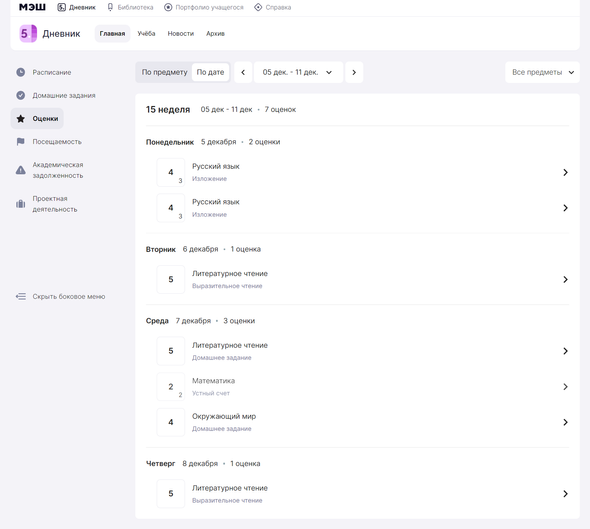 МЭШ Дневник Библиотека Портфолио учащегося Справка
5 Дневник Главная Учёба Новости Архив
Расписание
Домашние задания
Оценки
Посещаемость
Академическая
задолженность
Проектная
деятельность
Скрыть боковое меню
По предмету По дате 05 дек. - 11 дек. Все предметы
15 неделя 05 дек - 11 дек • 7 оценок
Понедельник 5 декабря • 2 оценки
4 3 Русский язык
Изложение
4 3 Русский язык
Изложение
Вторник 6 декабря • 1 оценка
5 Литературное чтение
Выразительное чтение
Среда 7 декабря • 3 оценки
5 Литературное чтение
Домашнее задание
2 2 Математика
Устный счет
4 Окружающий мир
Домашнее задание
Четверг 8 декабря • 1 оценка
5 Литературное чтение
Выразительное чтение